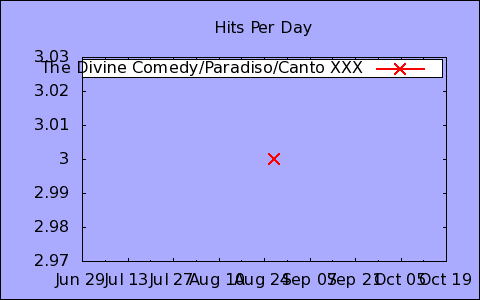 Hits Per Day
3.03
The Divine Comedy/Paradiso/Canto XXX
3.02
3.01
3
2.99
2.98
2.97
Jun 29 Jul 13 Jul 27 Aug 10 Aug 24 Sep 07 Sep 21 Oct 05 Oct 19